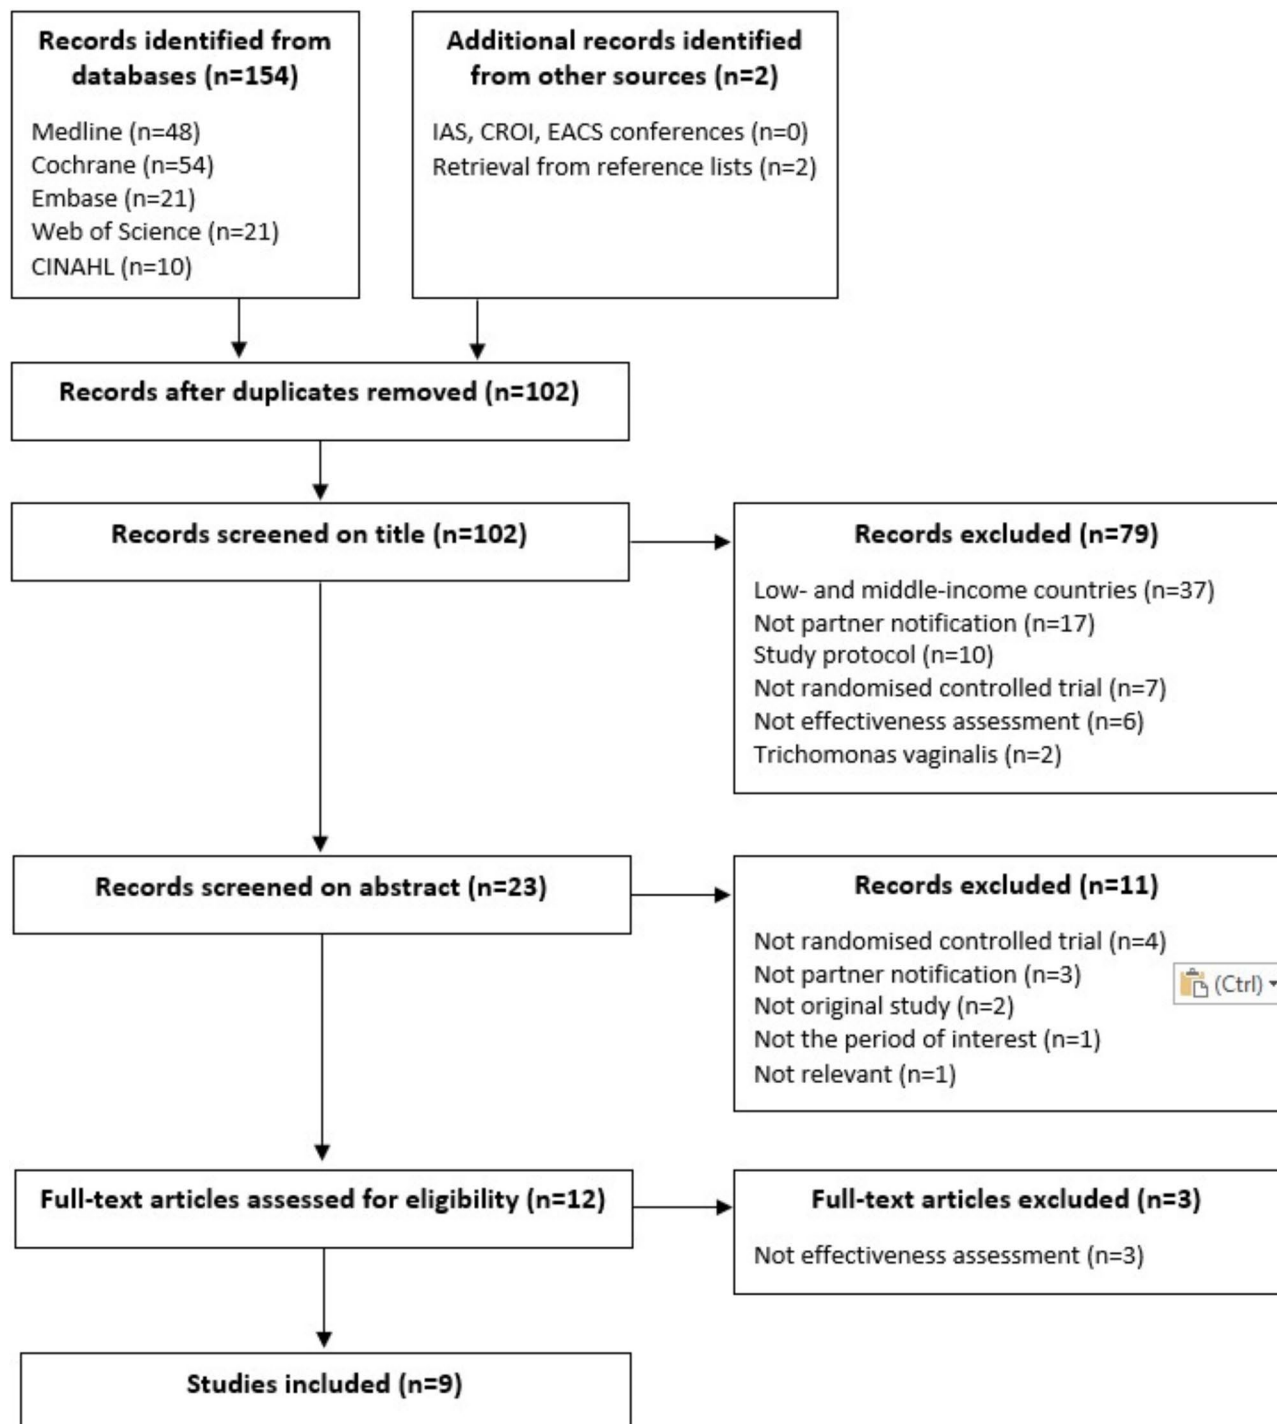 Records identified from
databases (n=154)
Medline (n=48)
Cochrane (n=54)
Embase (n=21)
Web of Science (n=21)
CINAHL (n=10)
Additional records identified
from other sources (n=2)
IAS, CROI, EACS conferences (n=0)
Retrieval from reference lists (n=2)
Records after duplicates removed (n=102)
Records screened on title (n=102)
Records excluded (n=79)
Low- and middle-income countries (n=37)
Not partner notification (n=17)
Study protocol (n=10)
Not randomised controlled trial (n=7)
Not effectiveness assessment (n=6)
Trichomonas vaginalis (n=2)
Records screened on abstract (n=23)
Records excluded (n=11)
Not randomised controlled trial (n=4)
Not partner notification (n=3)
Not original study (n=2)
Not the period of interest (n=1)
Not relevant (n=1)
(Ctrl)
Full-text articles assessed for eligibility (n=12)
Full-text articles excluded (n=3)
Not effectiveness assessment (n=3)
Studies included (n=9)